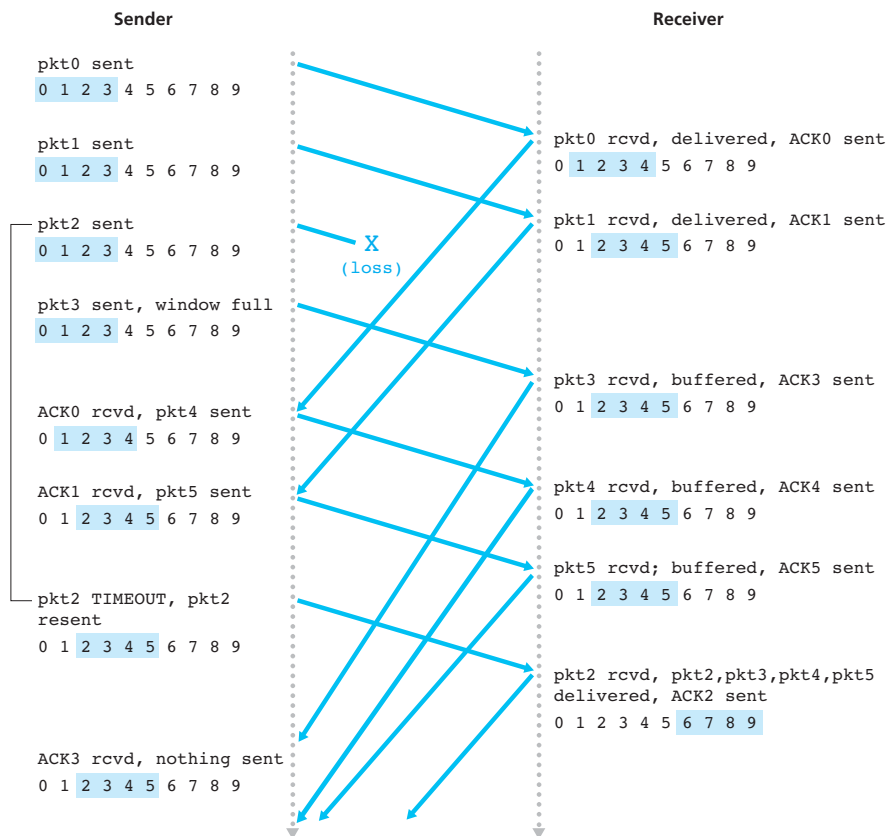 Sender
Receiver
pkt0 sent
0 1 2 3 4 5 6 7 8 9
pkt0 rcvd, delivered, ACK0 sent
0 1 2 3 4 5 6 7 8 9
pkt1 sent
0 1 2 3 4 5 6 7 8 9
pkt1 rcvd, delivered, ACK1 sent
0 1 2 3 4 5 6 7 8 9
pkt2 sent
0 1 2 3 4 5 6 7 8 9
X
(loss)
pkt3 sent, window full
0 1 2 3 4 5 6 7 8 9
pkt3 rcvd, buffered, ACK3 sent
0 1 2 3 4 5 6 7 8 9
ACK0 rcvd, pkt4 sent
0 1 2 3 4 5 6 7 8 9
pkt4 rcvd, buffered, ACK4 sent
0 1 2 3 4 5 6 7 8 9
ACK1 rcvd, pkt5 sent
0 1 2 3 4 5 6 7 8 9
pkt5 rcvd; buffered, ACK5 sent
0 1 2 3 4 5 6 7 8 9
pkt2 TIMEOUT, pkt2
resent
0 1 2 3 4 5 6 7 8 9
pkt2 rcvd, pkt2,pkt3,pkt4,pkt5
delivered, ACK2 sent
0 1 2 3 4 5 6 7 8 9
ACK3 rcvd, nothing sent
0 1 2 3 4 5 6 7 8 9